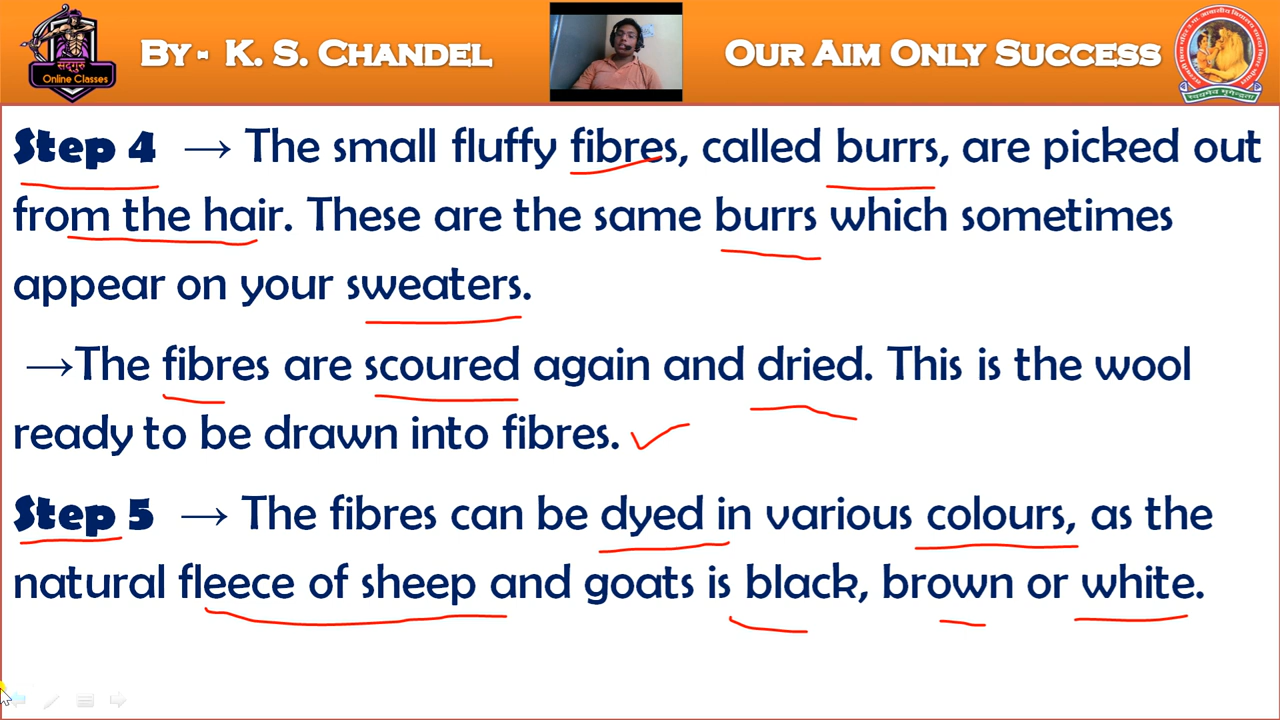 By - K. S. Chandel
Our Aim Only Success
सद्गुरु
Online Classes
Step 4 → The small fluffy fibres, called burrs, are picked out
from the hair. These are the same burrs which sometimes
appear on your sweaters.
→The fibres are scoured again and dried. This is the wool
ready to be drawn into fibres.
Step 5 → The fibres can be dyed in various colours, as the
natural fleece of sheep and goats is black, brown or white.